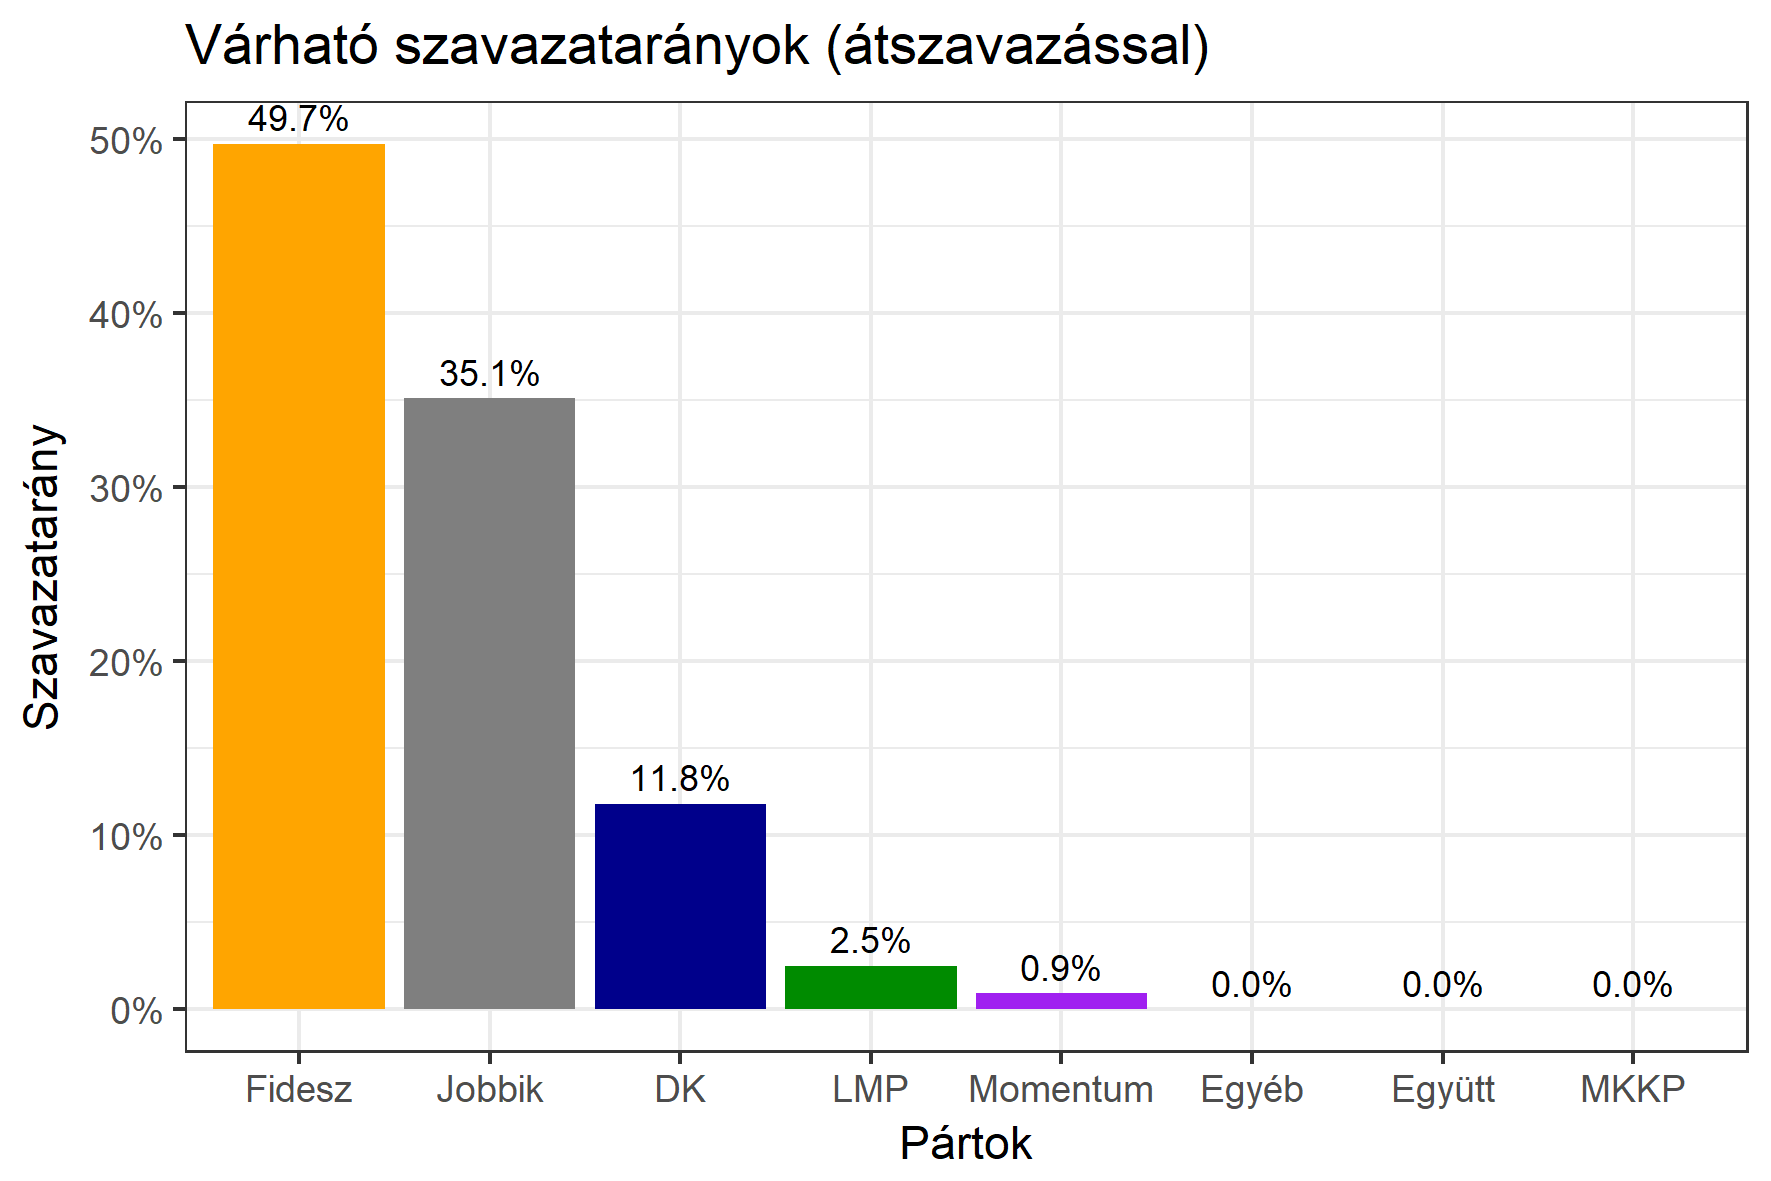 Várható szavazatarányok (átszavazással)
49.7%
50%
40%
35.1%
30%
20%
11.8%
10%
2.5%
0.9%
0.0% 0.0% 0.0%
0%
Szavazatarány
Fidesz Jobbik DK LMP Momentum Egyéb Együtt MKKP
Pártok